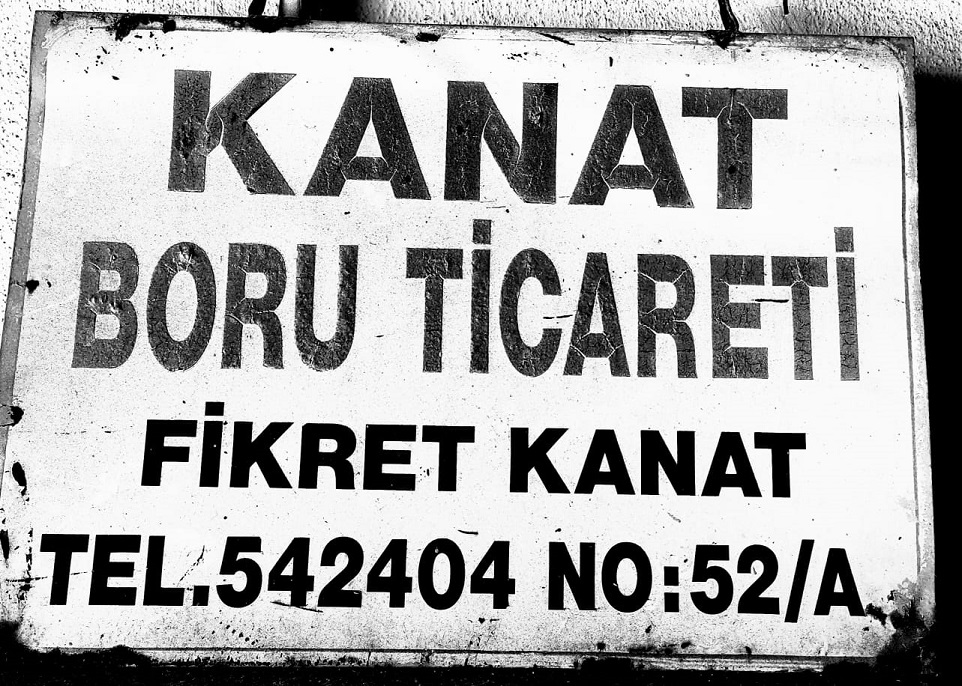 KANAT
BORU TİCARETİ
FİKRET KANAT
TEL.542404 NO:52/A